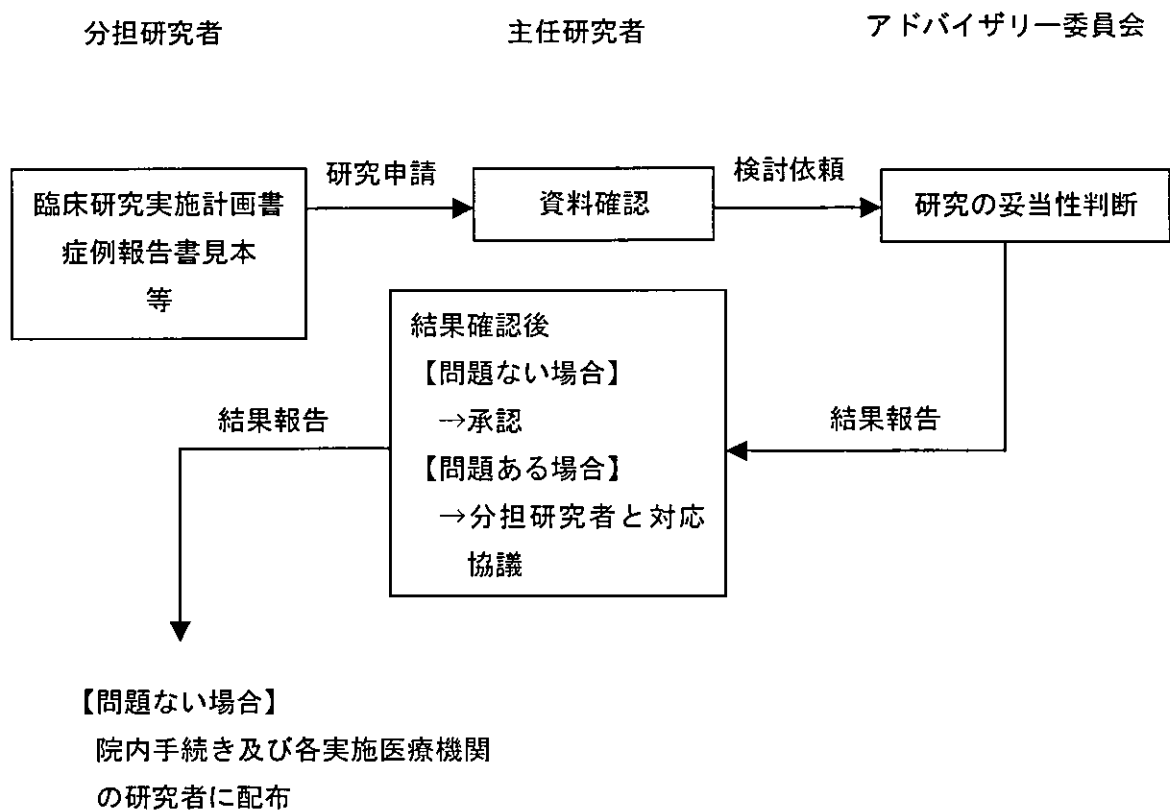 分担研究者
主任研究者
アドバイザリー委員会
研究申請
検討依頼
臨床研究実施計画書
症例報告書見本
等
資料確認
研究の妥当性判断
結果確認後
【問題ない場合】
→承認
【問題ある場合】
→分担研究者と対応
協議
結果報告
結果報告
【問題ない場合】
院内手続き及び各実施医療機関
の研究者に配布